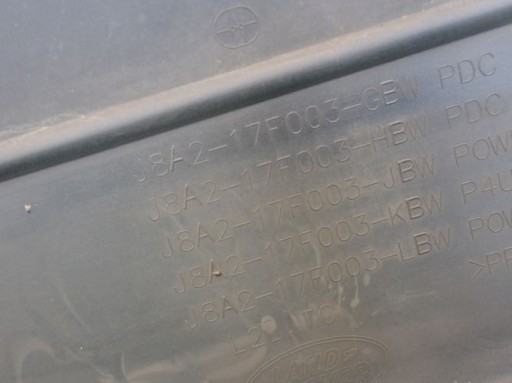 J8A2-17F003-GBW PDC
J8A2-17F003-HBW PDC
J8A2-17F003-JBW POW
J8A2-17F003-KBW P4U
J8A2-17F003-LBW POW
>PP